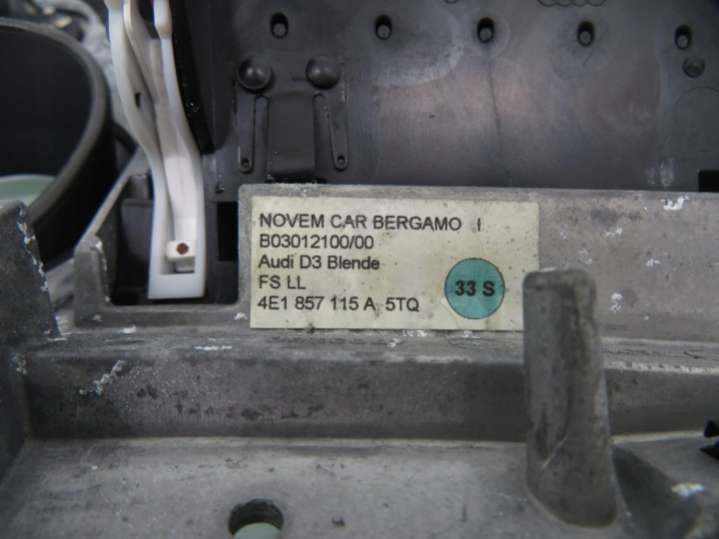 NOVEM CAR BERGAMO I
B03012100/00
Audi D3 Blende
FS LL
33 S
4E1 857 115 A 5TQ